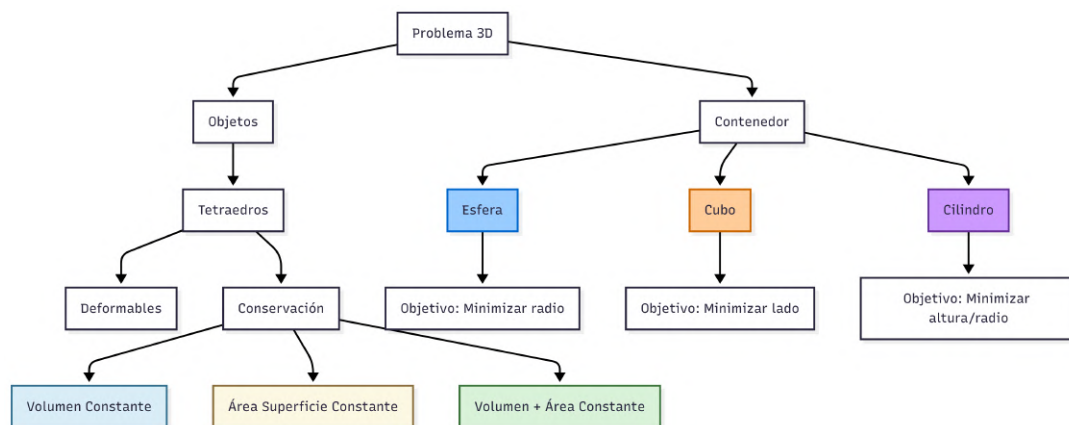 Problema 3D
Objetos
Contenedor
Tetraedros
Esfera
Cubo
Cilindro
Deformables
Conservación
Objetivo: Minimizar radio
Objetivo: Minimizar lado
Objetivo: Minimizar
altura/radio
Volumen Constante
Área Superficie Constante
Volumen + Área Constante